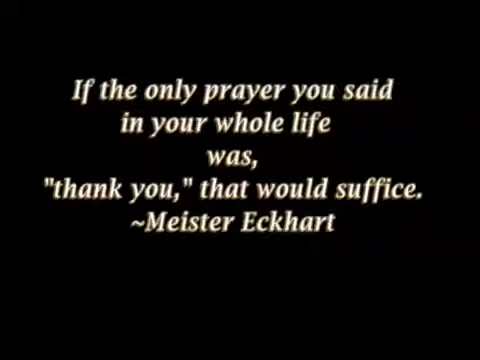 If the only prayer you said
in your whole life
was,
"thank you," that would suffice.
~Meister Eckhart